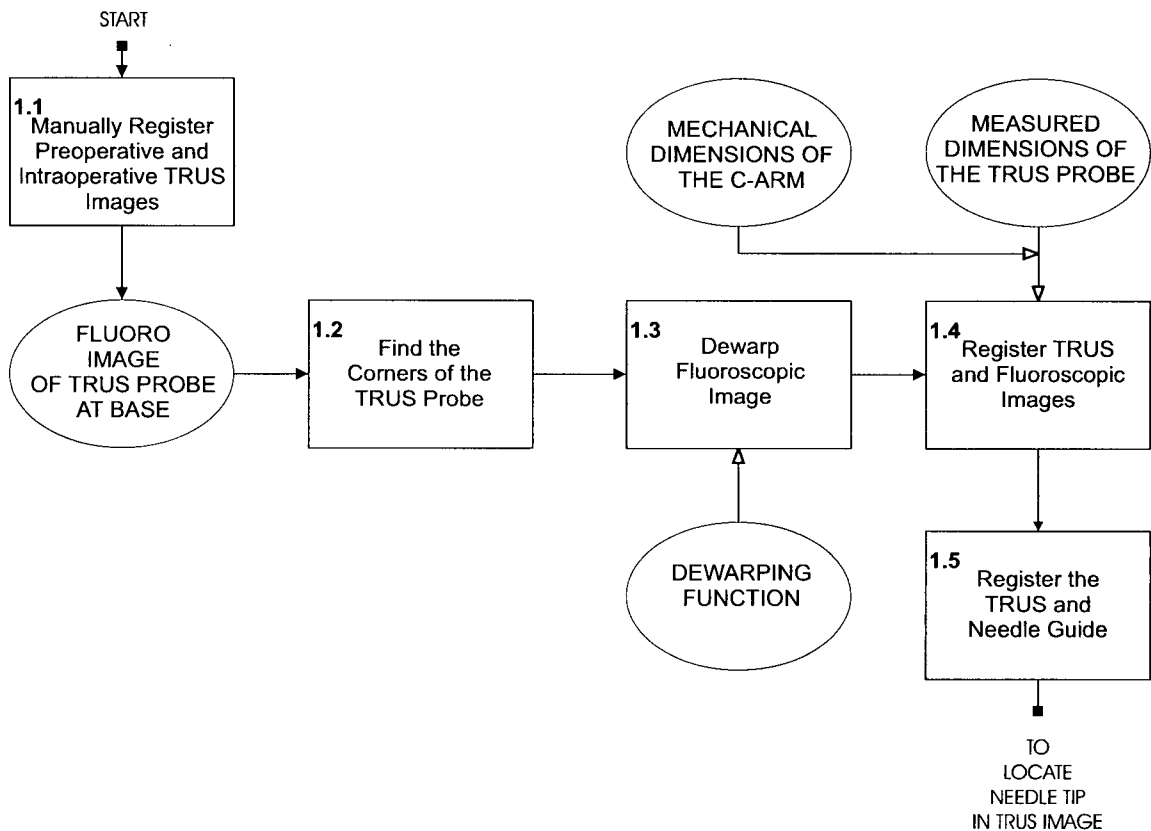 START
1.1
Manually Register
Preoperative and
Intraoperative TRUS
Images
MECHANICAL
DIMENSIONS OF
THE C-ARM
MEASURED
DIMENSIONS OF
THE TRUS PROBE
FLUORO
IMAGE
OF TRUS PROBE
AT BASE
1.2
Find the
Corners of the
TRUS Probe
1.3
Dewarp
Fluoroscopic
Image
1.4
Register TRUS
and Fluoroscopic
Images
DEWARPING
FUNCTION
1.5
Register the
TRUS and
Needle Guide
TO
LOCATE
NEEDLE TIP
IN TRUS IMAGE